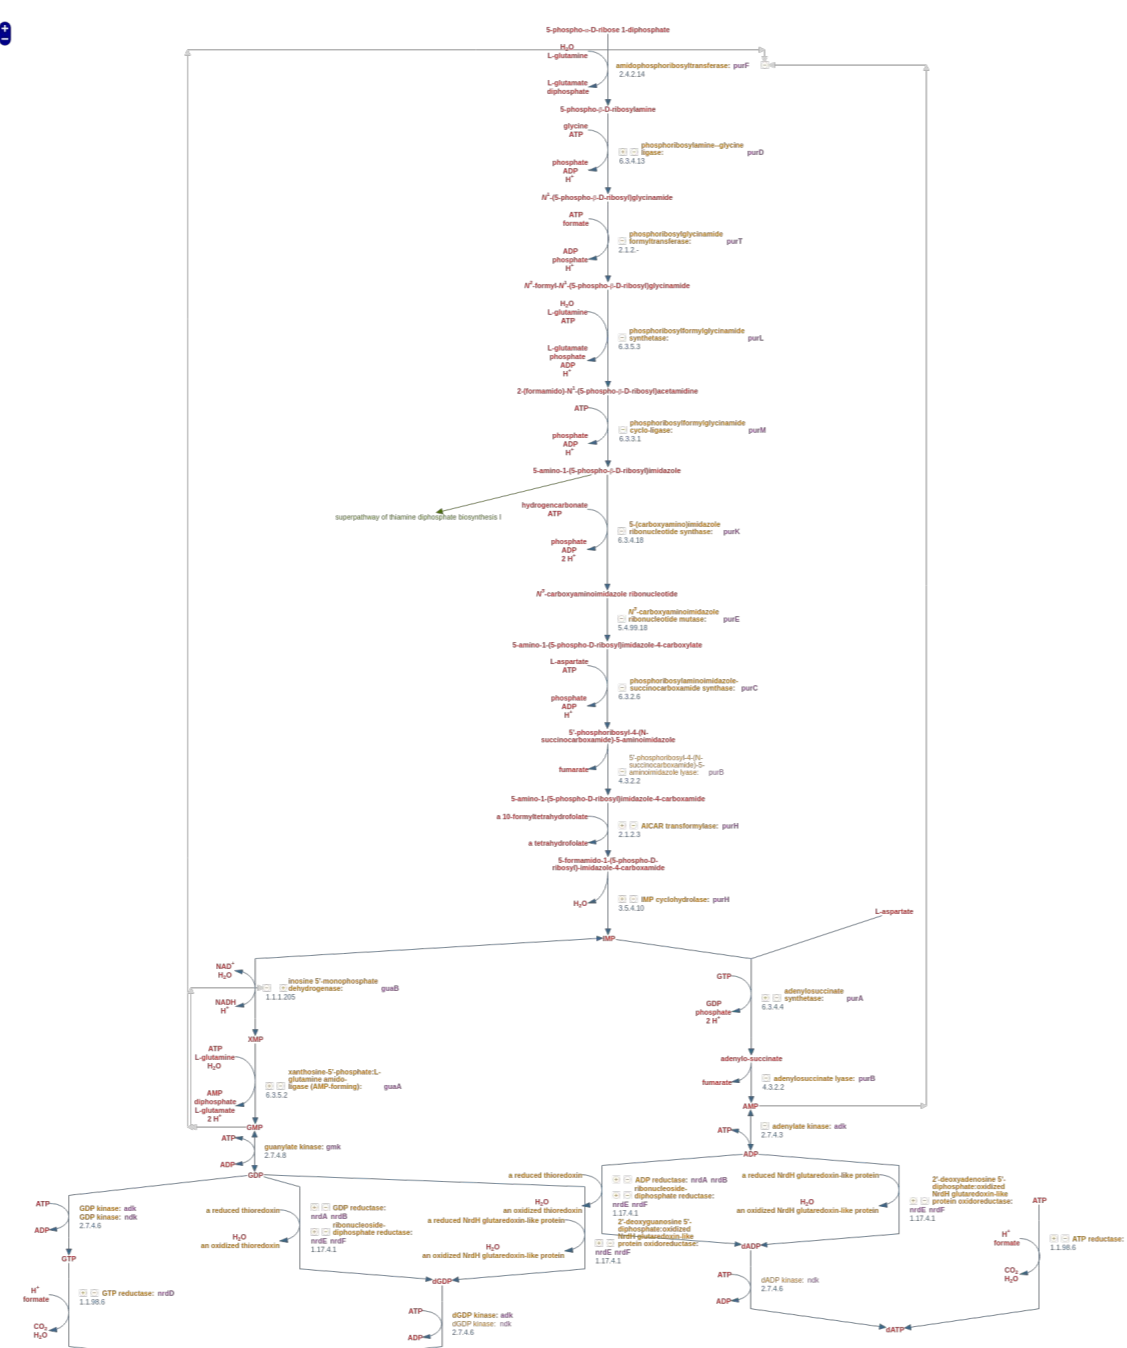 +
−
5-phospho-α-D-ribose 1-diphosphate
H2O
L-glutamine
amidophosphoribosyltransferase: purF
2.4.2.14
L-glutamate
diphosphate
5-phospho-β-D-ribosylamine
glycine
ATP
phosphoribosylamine–glycine
ligase: purD
6.3.4.13
phosphate
ADP
H+
N1-(5-phospho-β-D-ribosyl)glycinamide
ATP
formate
phosphoribosylglycinamide
formyltransferase: purT
2.1.2.-
ADP
phosphate
H+
N2-formyl-N1-(5-phospho-β-D-ribosyl)glycinamide
H2O
L-glutamine
ATP
phosphoribosylformylglycinamide
synthetase: purL
6.3.5.3
L-glutamate
phosphate
ADP
H+
2-(formamido)-N1-(5-phospho-β-D-ribosyl)acetamidine
ATP
phosphoribosylformylglycinamide
cyclo-ligase: purM
6.3.3.1
phosphate
ADP
H+
5-amino-1-(5-phospho-β-D-ribosyl)imidazole
superpathway of thiamine diphosphate biosynthesis I
hydrogencarbonate
ATP
5-(carboxyamino)imidazole
ribonucleotide synthase: purK
6.3.4.18
phosphate
ADP
2 H+
N5-carboxyaminoimidazole ribonucleotide
N5-carboxyaminoimidazole
ribonucleotide mutase: purE
5.4.99.18
5-amino-1-(5-phospho-D-ribosyl)imidazole-4-carboxylate
L-aspartate
ATP
phosphoribosylaminoimidazole-
succinocarboxamide synthase: purC
6.3.2.6
phosphate
ADP
H+
5'-phosphoribosyl-4-(N-
succinocarboxamide)-5-aminoimidazole
fumarate
5'-phosphoribosyl-4-(N-
succinocarboxamide)-5-
aminoimidazole lyase: purB
4.3.2.2
5-amino-1-(5-phospho-D-ribosyl)imidazole-4-carboxamide
a 10-formyltetrahydrofolate
AICAR transformylase: purH
2.1.2.3
a tetrahydrofolate
5-formamido-1-(5-phospho-D-
ribosyl)-imidazole-4-carboxamide
H2O
IMP cyclohydrolase: purH
3.5.4.10
L-aspartate
IMP
NAD+
H2O
inosine 5'-monophosphate
dehydrogenase: guaB
1.1.1.205
NADH
H+
XMP
ATP
L-glutamine
H2O
xanthosine-5'-phosphate:L-
glutamine amido-
ligase (AMP-forming): guaA
6.3.5.2
AMP
diphosphate
L-glutamate
2 H+
GMP
ATP
guanylate kinase: gmk
2.7.4.8
ADP
GDP
GTP
adenylosuccinate
synthetase: purA
6.3.4.4
GDP
phosphate
2 H+
adenylo-succinate
fumarate
adenylosuccinate lyase: purB
4.3.2.2
AMP
ATP
adenylate kinase: adk
2.7.4.3
ADP
ATP
GDP kinase: adk
GDP kinase: ndk
2.7.4.6
ADP
GTP
H+
formate
GTP reductase: nrdD
1.1.98.6
CO2
H2O
a reduced thioredoxin
GDP reductase:
nrdA nrdB
ribonucleoside-
diphosphate reductase:
nrdE nrdF
1.17.4.1
H2O
an oxidized thioredoxin
a reduced NrdH glutaredoxin-like protein
H2O
an oxidized NrdH glutaredoxin-like protein
2'-deoxyguanosine 5'-
diphosphate:oxidized
NrdH glutaredoxin-like
protein oxidoreductase:
nrdE nrdF
1.17.4.1
dGDP
ATP
dGDP kinase: adk
dGDP kinase: ndk
2.7.4.6
ADP
ADP
a reduced thioredoxin
ADP reductase: nrdA nrdB
ribonucleoside-
diphosphate reductase:
nrdE nrdF
1.17.4.1
H2O
an oxidized thioredoxin
a reduced NrdH glutaredoxin-like protein
H2O
an oxidized NrdH glutaredoxin-like protein
2'-deoxyadenosine 5'-
diphosphate:oxidized
NrdH glutaredoxin-like
protein oxidoreductase:
nrdE nrdF
1.17.4.1
dADP
ATP
dADP kinase: ndk
2.7.4.6
ADP
ATP
H+
formate
ATP reductase:
1.1.98.6
CO2
H2O
dATP